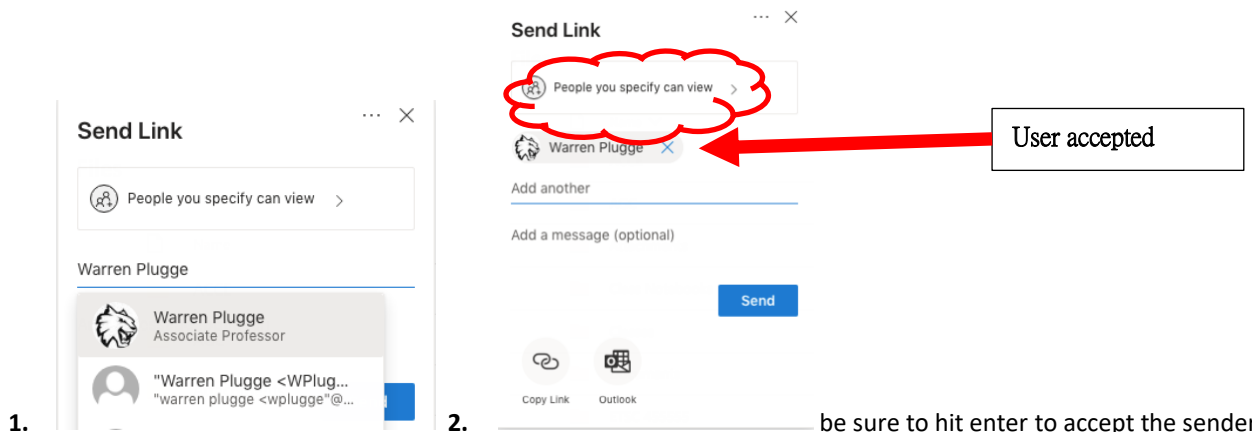 Send Link
People you specify can view
Warren Plugge
Warren Plugge
Associate Professor
"Warren Plugge <WPlug...
"warren plugge <wplugge"@...
1.
Send Link
People you specify can view
Warren Plugge
Add another
Add a message (optional)
Send
Copy Link
Outlook
2.
User accepted
be sure to hit enter to accept the sender